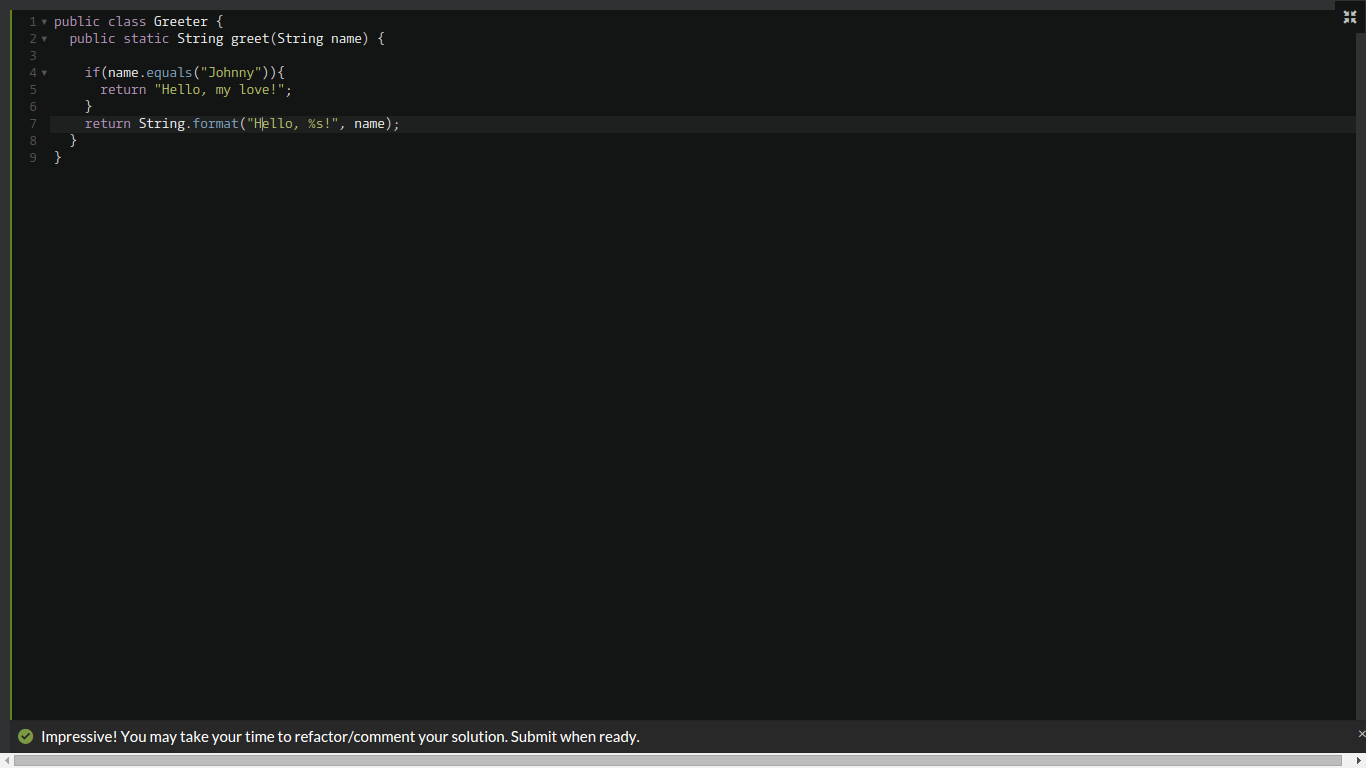 1 public class Greeter {
2   public static String greet(String name) {
3
4     if(name.equals("Johnny")){
5       return "Hello, my love!";
6     }
7     return String.format("Hello, %s!", name);
8   }
9 }
Impressive! You may take your time to refactor/comment your solution. Submit when ready.